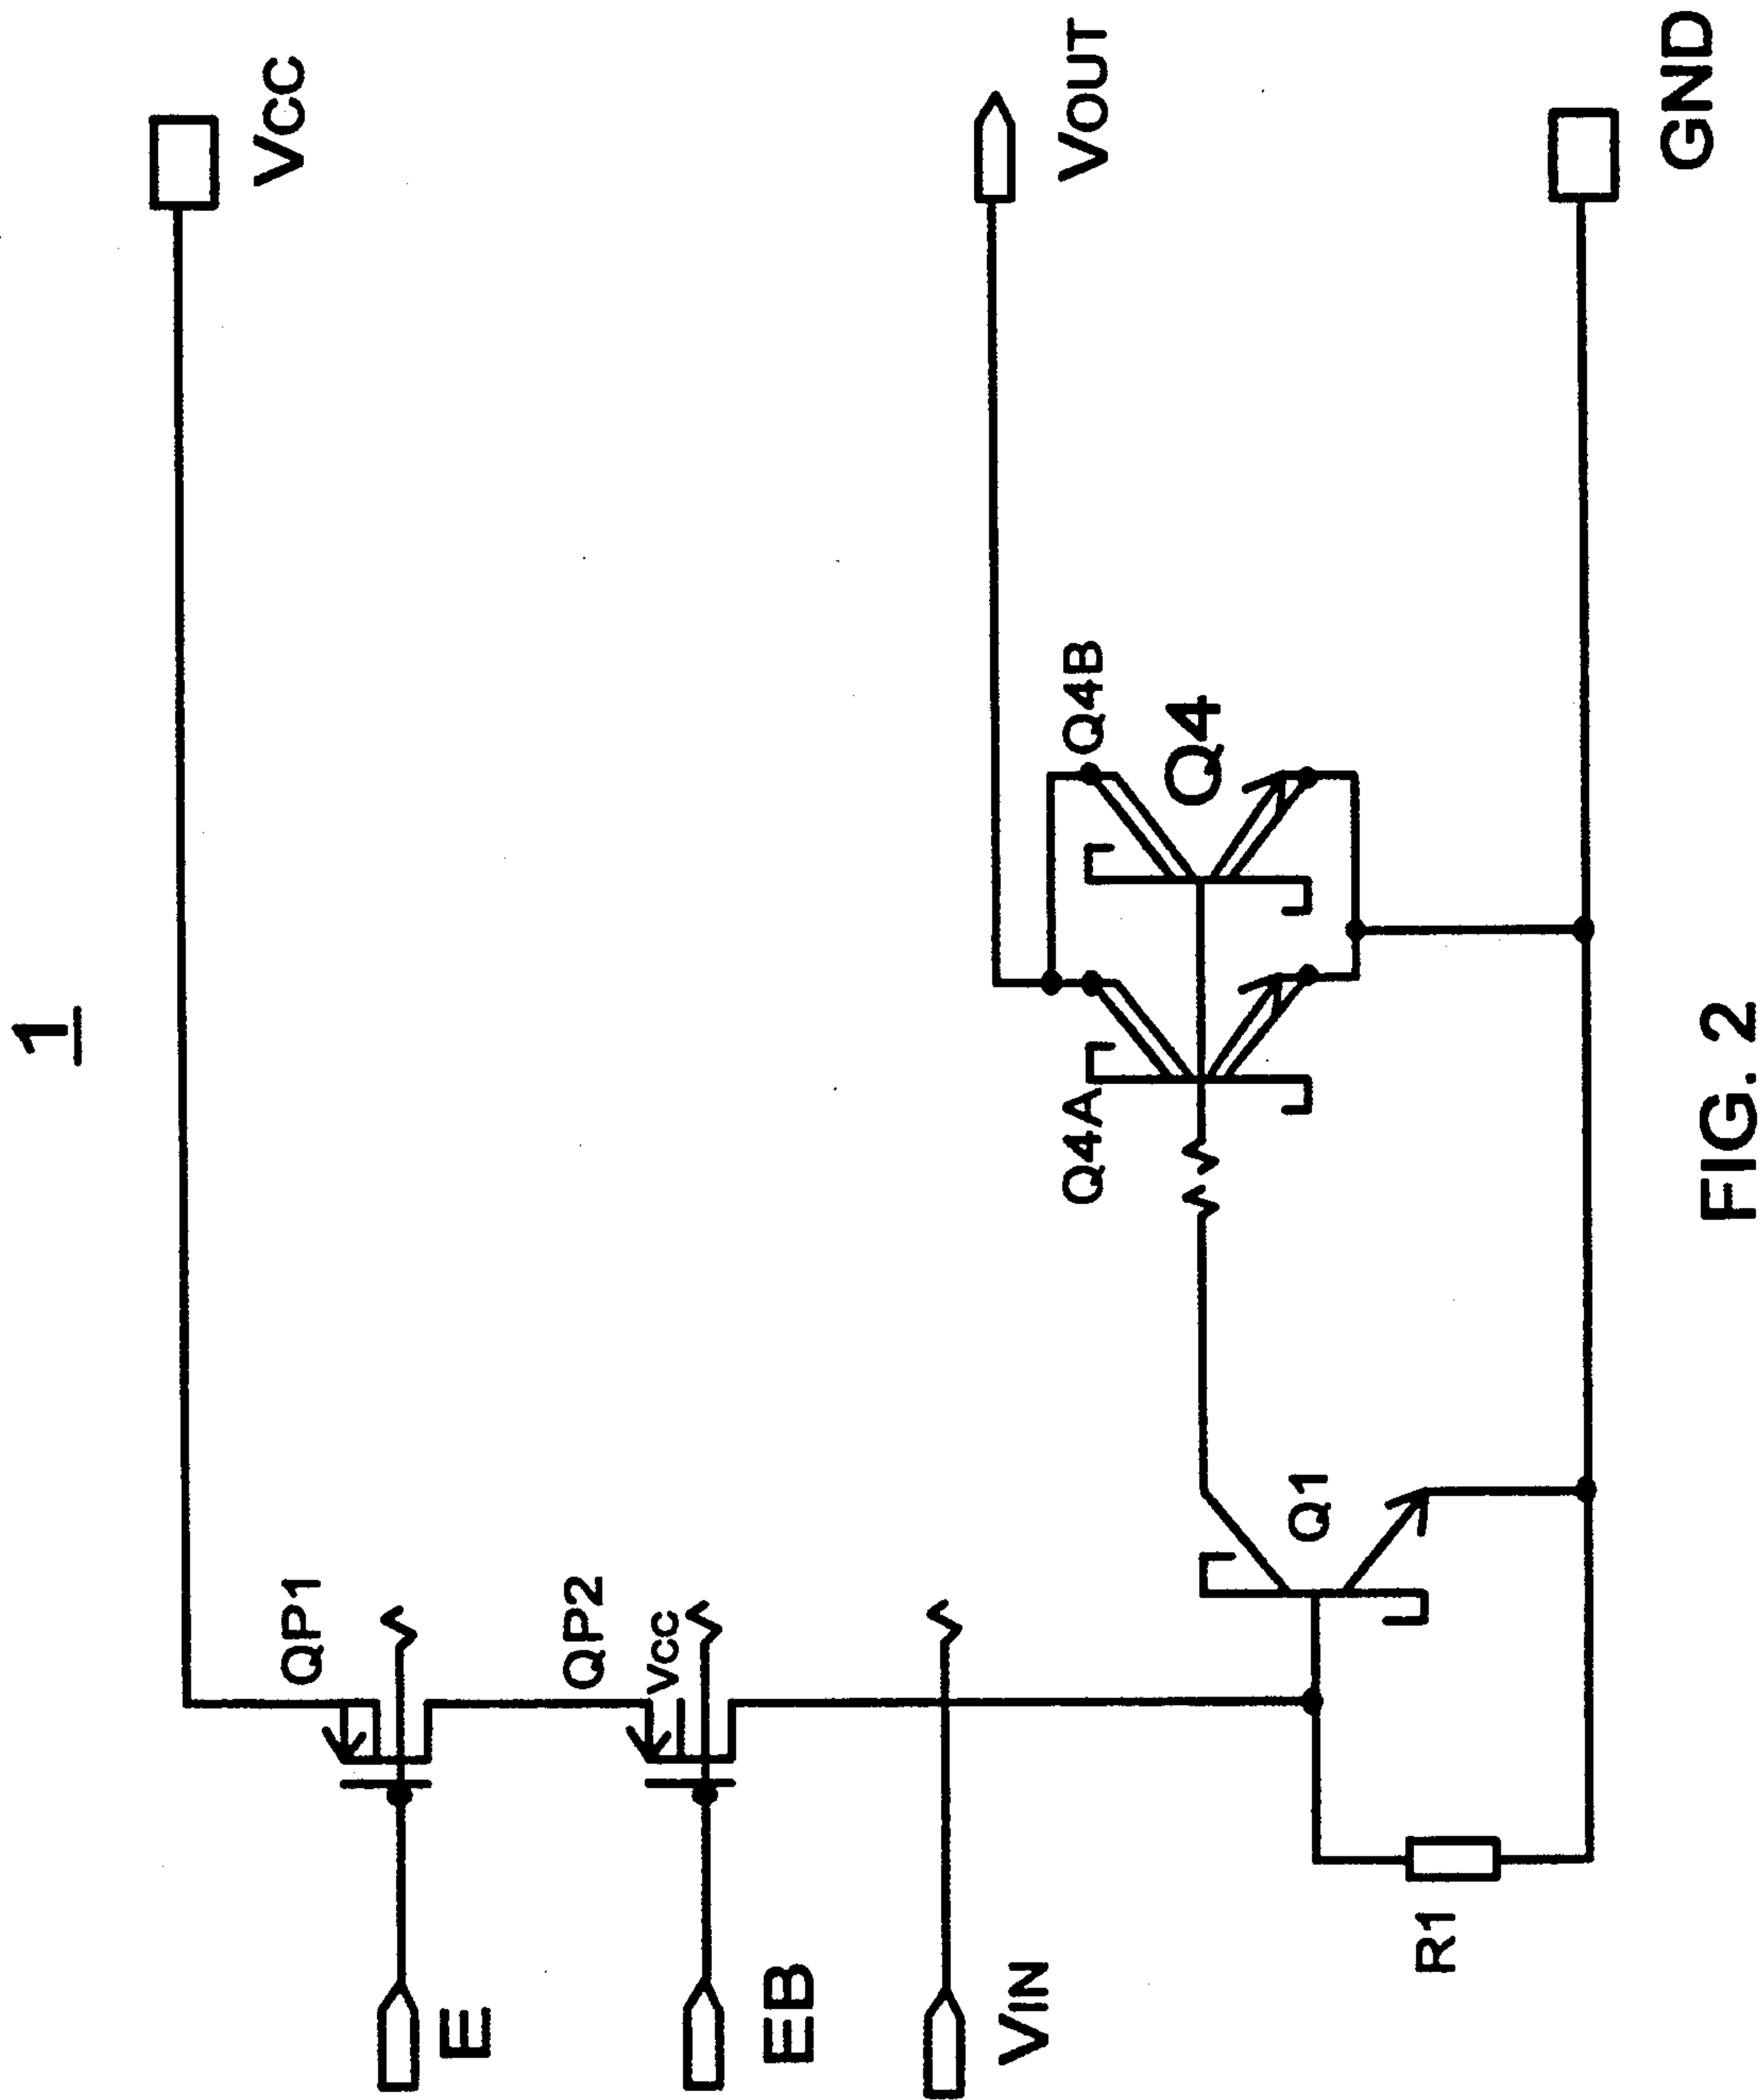 1
VCC
QP1
E
QP2
VCC
EB
VOUT
VIN
Q4A
Q4B
Q4
Q1
R1
GND
FIG. 2